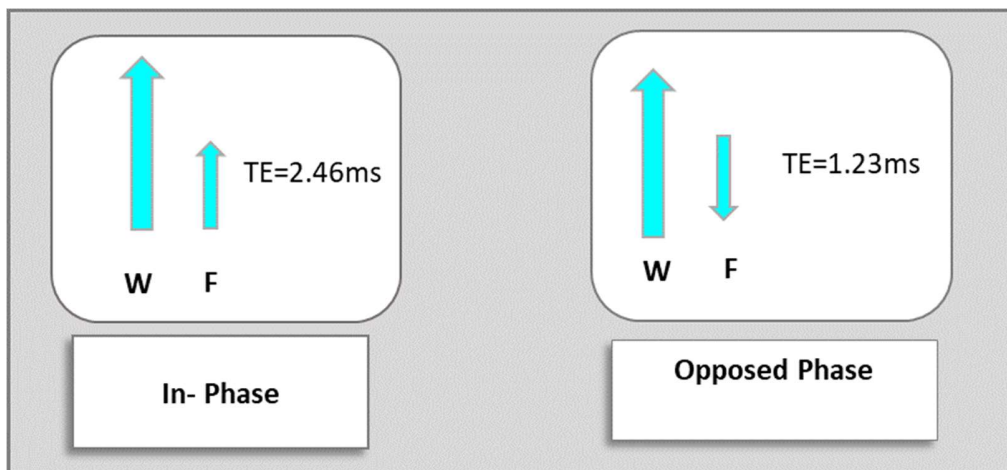 TE=2.46ms
W F
In- Phase
TE=1.23ms
W F
Opposed Phase